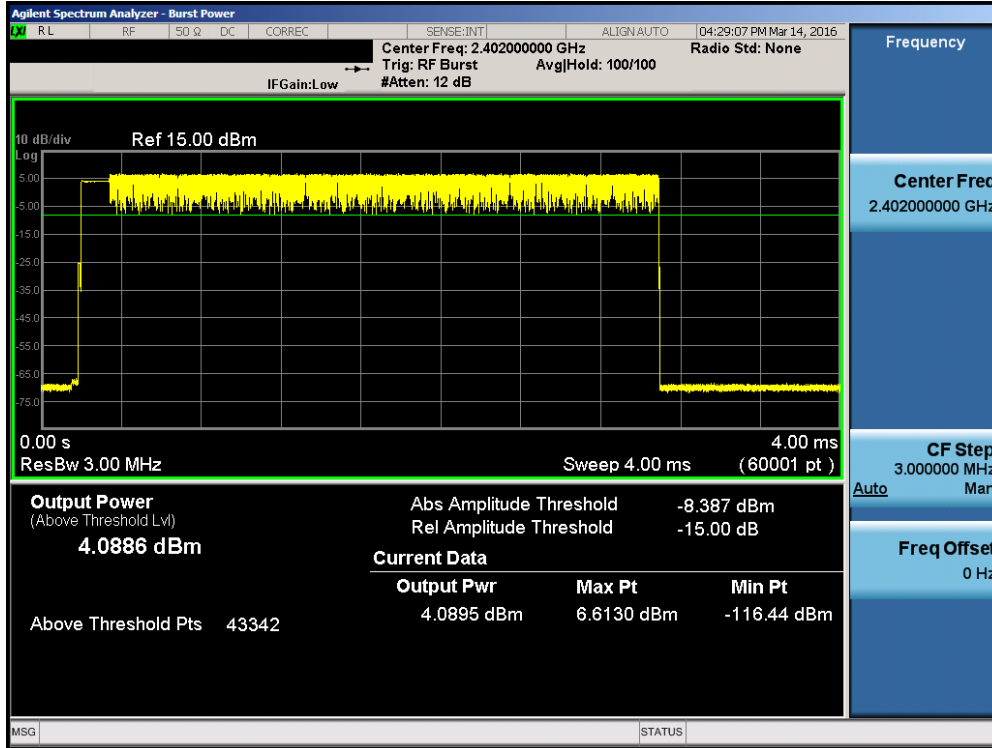 Agilent Spectrum Analyzer - Burst Power
LXI RL RF 50 Ω DC CORREC SENSE:INT ALIGN AUTO 04:29:07 PM Mar 14, 2016
Center Freq: 2.402000000 GHz Radio Std: None
Trig: RF Burst Avg|Hold: 100/100
IFGain:Low #Atten: 12 dB
10 dB/div Ref 15.00 dBm
Log
5.00
-5.00
-15.0
-25.0
-35.0
-45.0
-55.0
-65.0
-75.0
0.00 s 4.00 ms
ResBw 3.00 MHz Sweep 4.00 ms (60001 pt)
Output Power
(Above Threshold Lvl)
4.0886 dBm
Above Threshold Pts 43342
Abs Amplitude Threshold -8.387 dBm
Rel Amplitude Threshold -15.00 dB
Current Data
Output Pwr Max Pt Min Pt
4.0895 dBm 6.6130 dBm -116.44 dBm
MSG STATUS
Frequency
Center Freq
2.402000000 GHz
CF Step
3.000000 MHz
Auto Man
Freq Offset
0 Hz